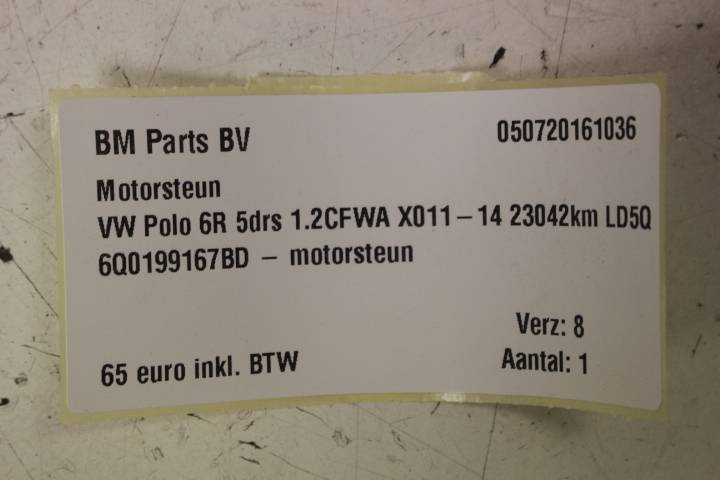 BM Parts BV 050720161036
Motorsteun
VW Polo 6R 5drs 1.2CFWA X011-14 23042km LD5Q
6Q0199167BD - motorsteun
Verz: 8
65 euro inkl. BTW Aantal: 1